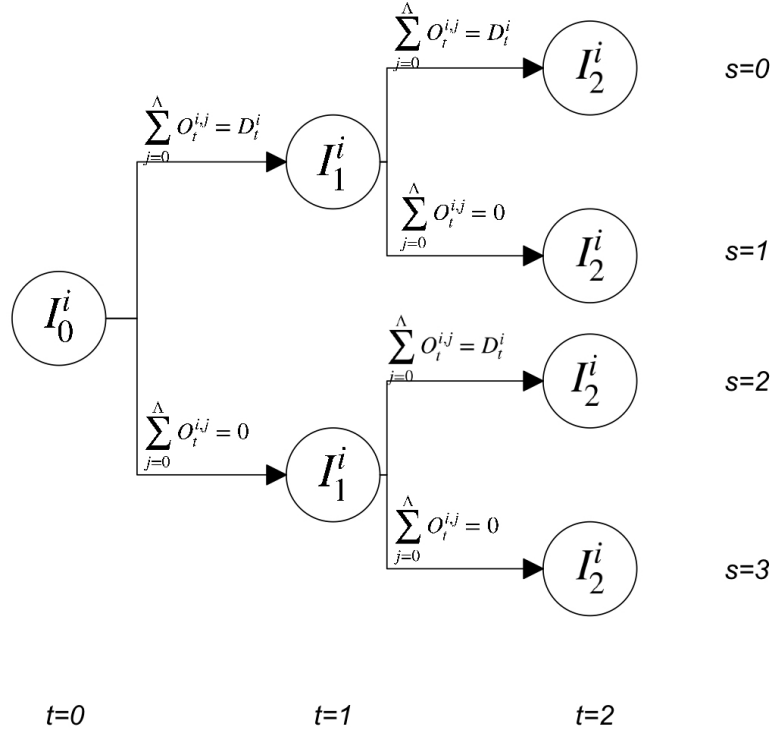 ∑_{j=0}^{Λ} O_t^{i,j} = D_t^i
I_2^i
s=0
∑_{j=0}^{Λ} O_t^{i,j} = D_t^i
I_1^i
∑_{j=0}^{Λ} O_t^{i,j} = 0
I_2^i
s=1
I_0^i
∑_{j=0}^{Λ} O_t^{i,j} = D_t^i
I_2^i
s=2
∑_{j=0}^{Λ} O_t^{i,j} = 0
I_1^i
∑_{j=0}^{Λ} O_t^{i,j} = 0
I_2^i
s=3
t=0
t=1
t=2